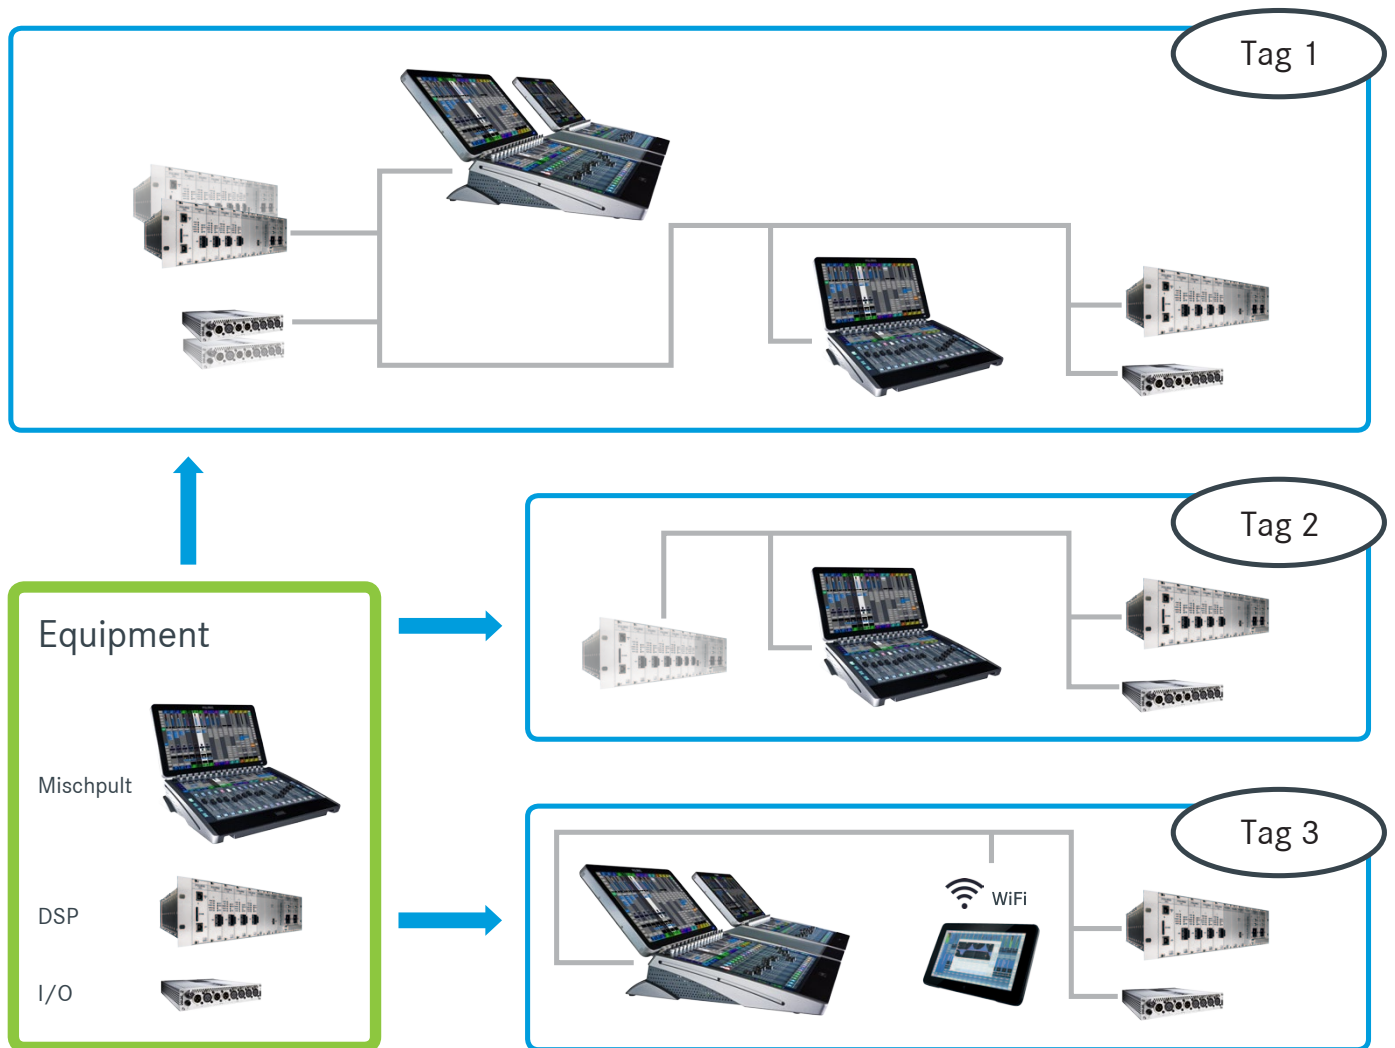 Tag 1
Tag 2
Equipment
Mischpult
DSP
I/O
Tag 3
WiFi